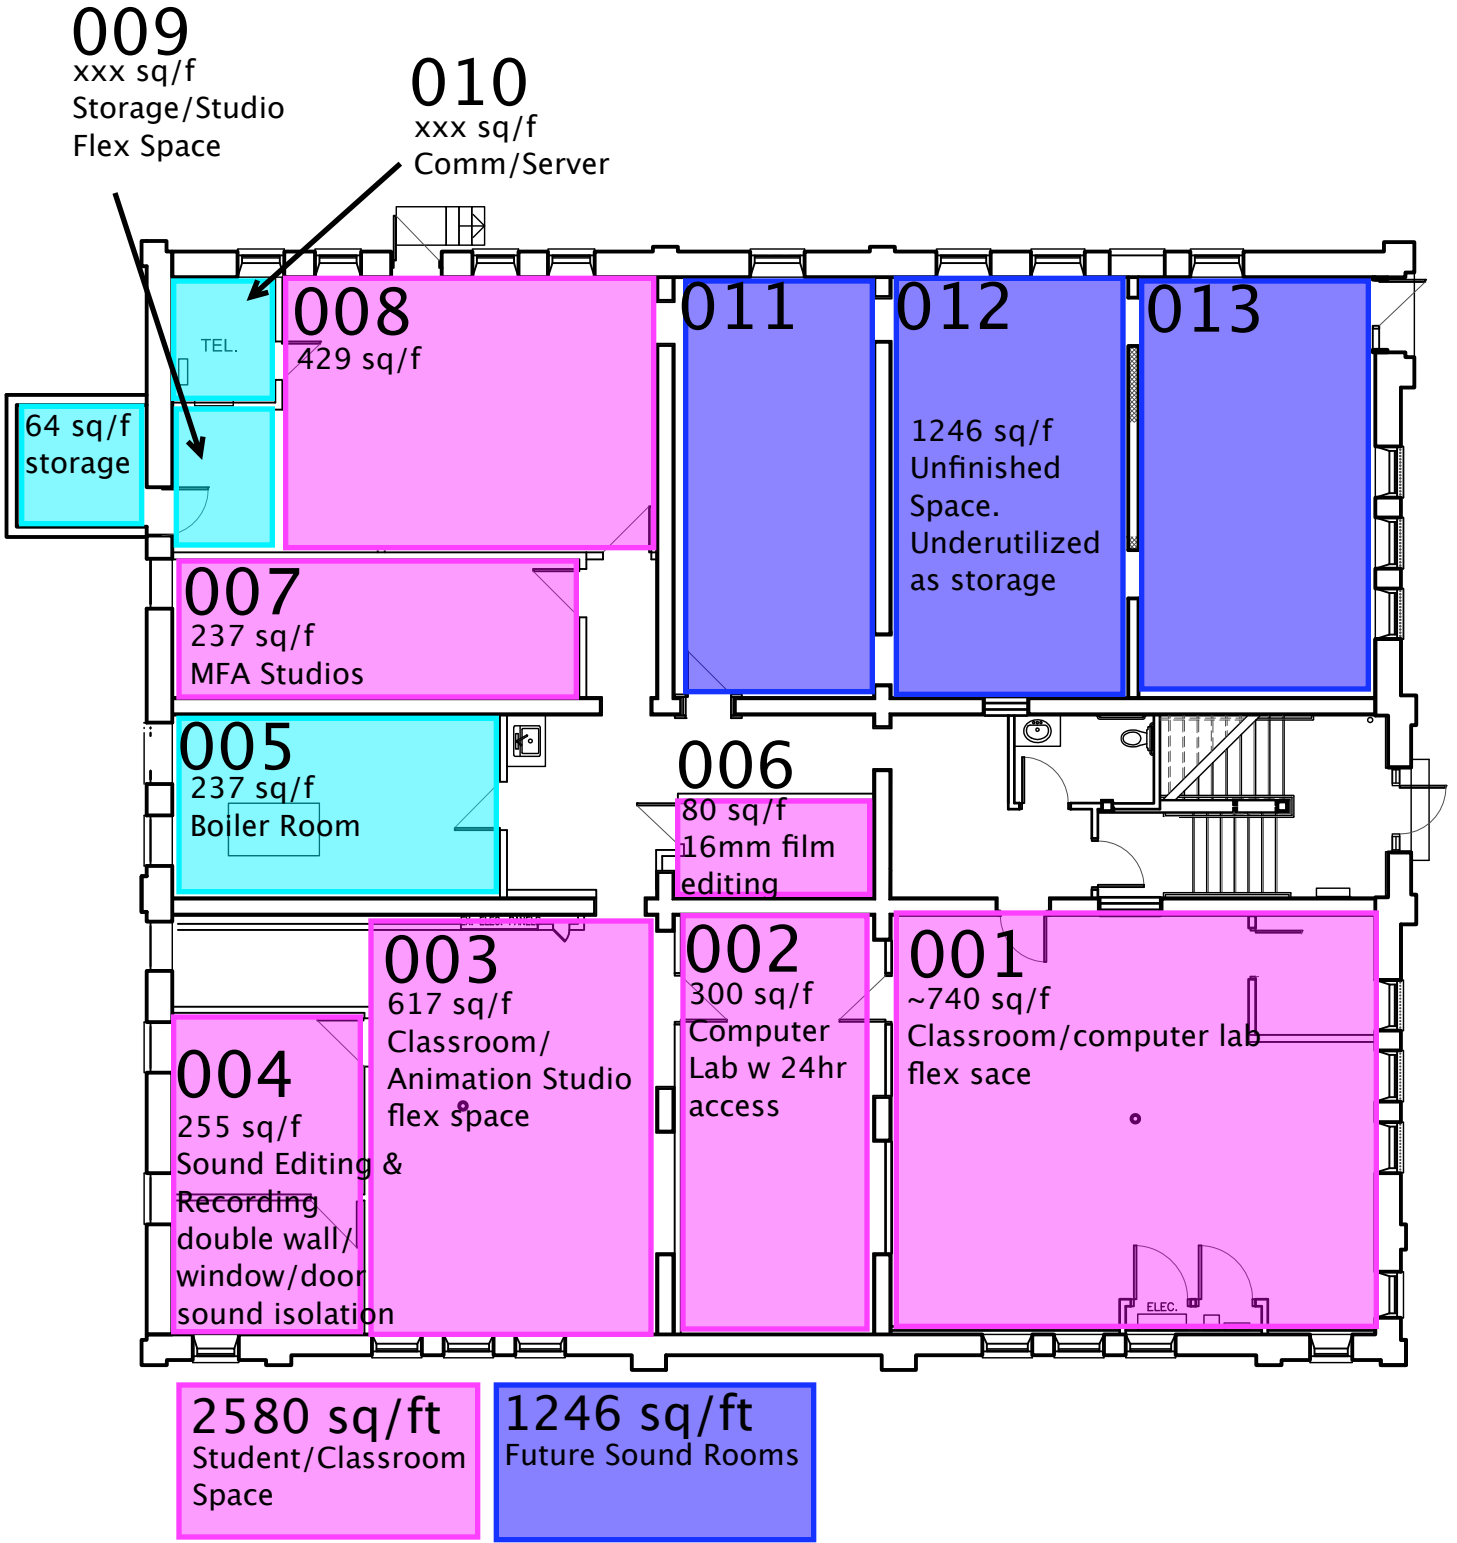 009
xxx sq/f
Storage/Studio
Flex Space
010
xxx sq/f
Comm/Server
TEL.
64 sq/f
storage
008
429 sq/f
011
012
1246 sq/f
Unfinished
Space.
Underutilized
as storage
013
007
237 sq/f
MFA Studios
005
237 sq/f
Boiler Room
006
80 sq/f
16mm film
editing
004
255 sq/f
Sound Editing &
Recording
double wall/
window/door
sound isolation
ELEC. PANELS
003
617 sq/f
Classroom/
Animation Studio
flex space
002
300 sq/f
Computer
Lab w 24hr
access
001
~740 sq/f
Classroom/computer lab
flex sace
ELEC.
2580 sq/ft
Student/Classroom
Space
1246 sq/ft
Future Sound Rooms